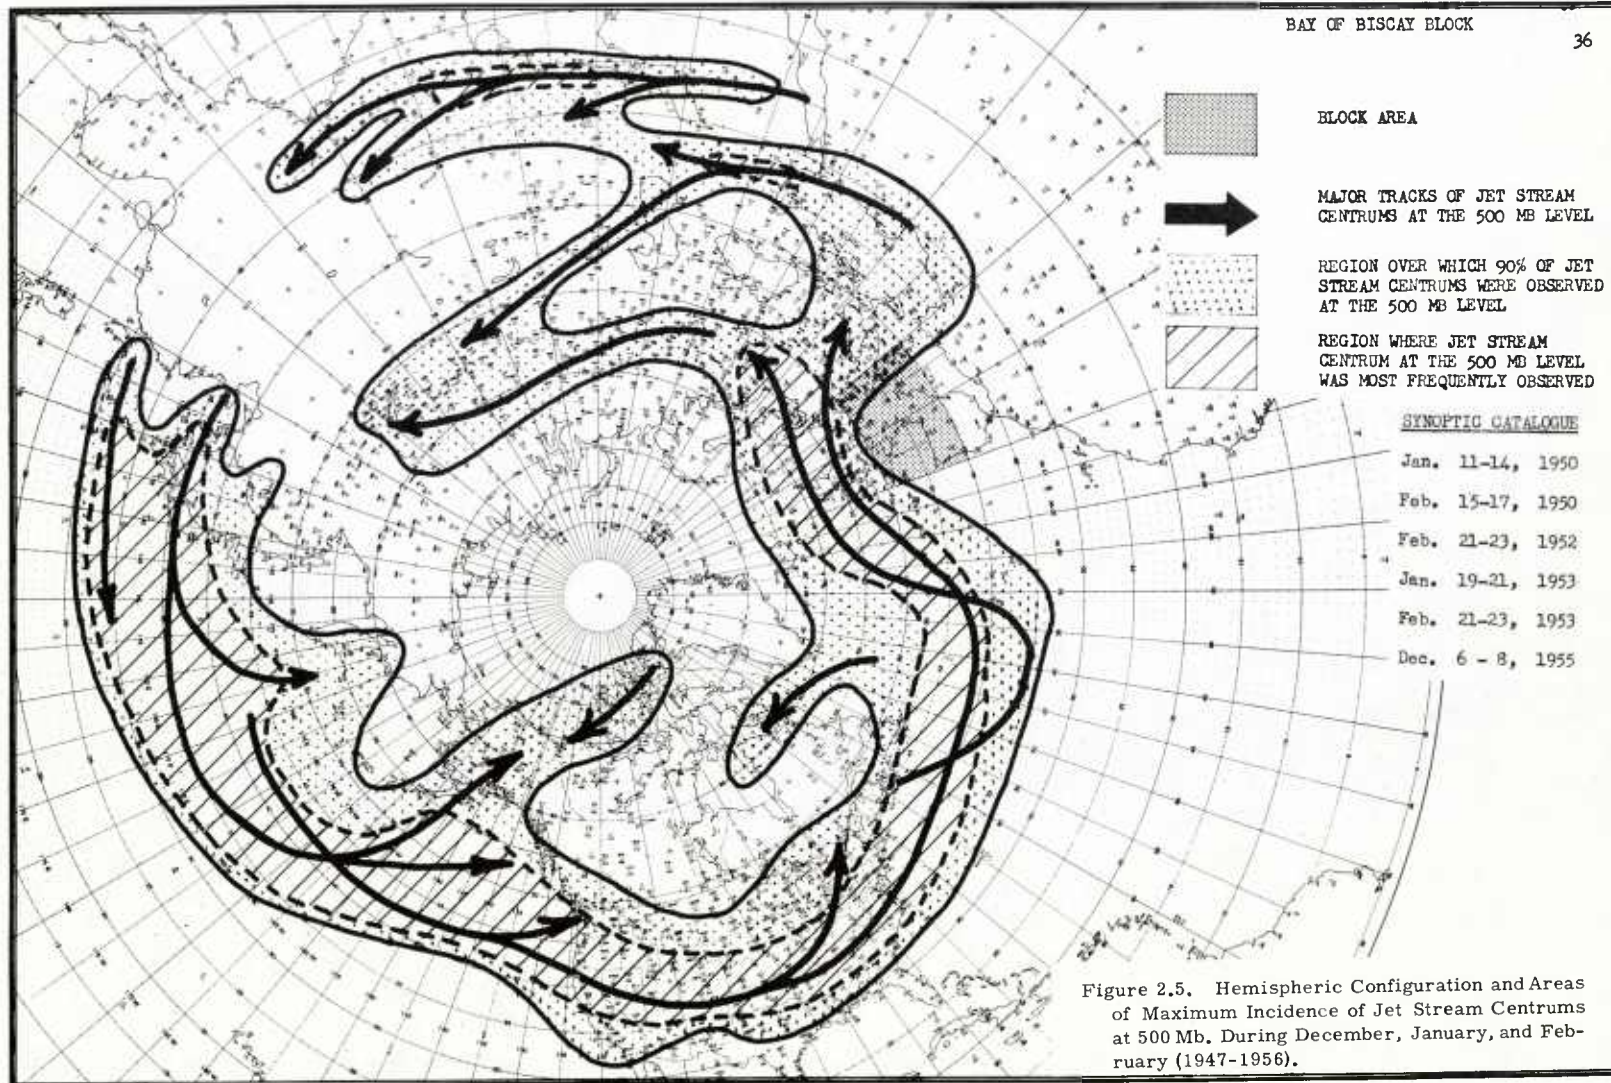 BAY OF BISCAY BLOCK
36
BLOCK AREA
MAJOR TRACKS OF JET STREAM
CENTRUMS AT THE 500 MB LEVEL
REGION OVER WHICH 90% OF JET
STREAM CENTRUMS WERE OBSERVED
AT THE 500 MB LEVEL
REGION WHERE JET STREAM
CENTRUM AT THE 500 MB LEVEL
WAS MOST FREQUENTLY OBSERVED
SYNOPTIC CATALOGUE
Jan. 11-14, 1950
Feb. 15-17, 1950
Feb. 21-23, 1952
Jan. 19-21, 1953
Feb. 21-23, 1953
Dec. 6 - 8, 1955
Figure 2.5. Hemispheric Configuration and Areas
of Maximum Incidence of Jet Stream Centrums
at 500 Mb. During December, January, and Feb-
ruary (1947-1956).